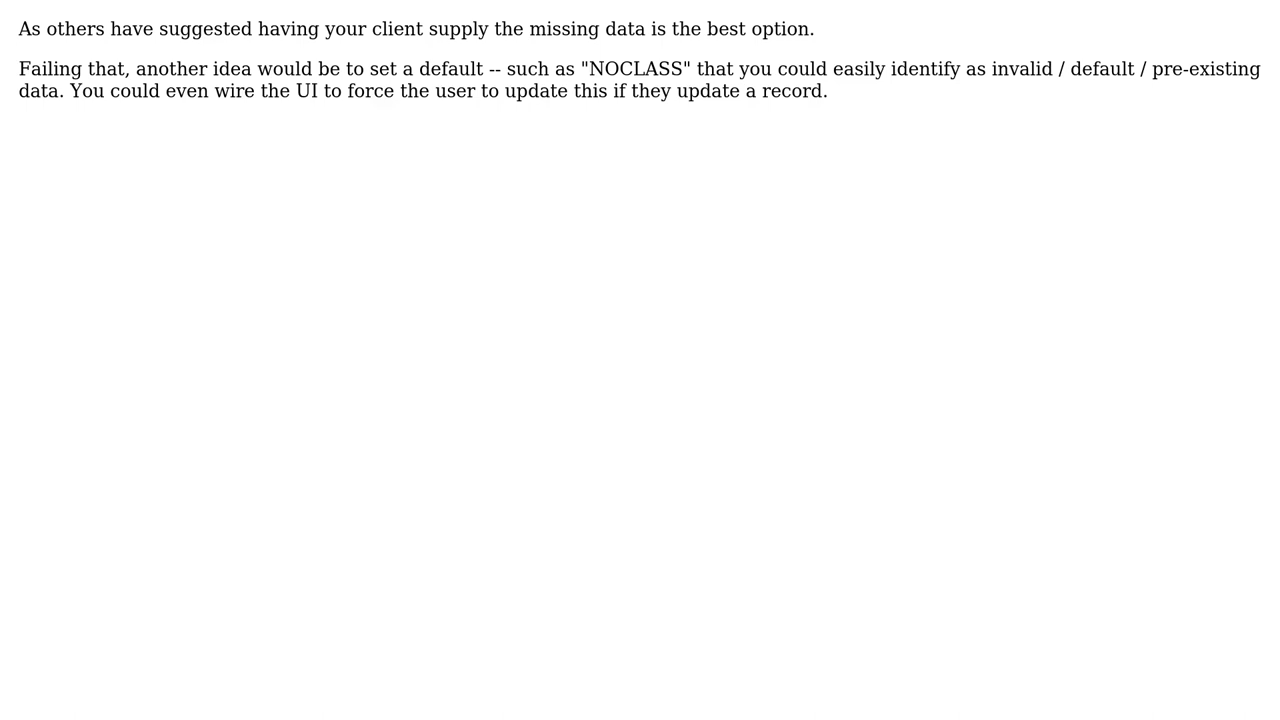 As others have suggested having your client supply the missing data is the best option.
Failing that, another idea would be to set a default -- such as "NOCLASS" that you could easily identify as invalid / default / pre-existing
data. You could even wire the UI to force the user to update this if they update a record.